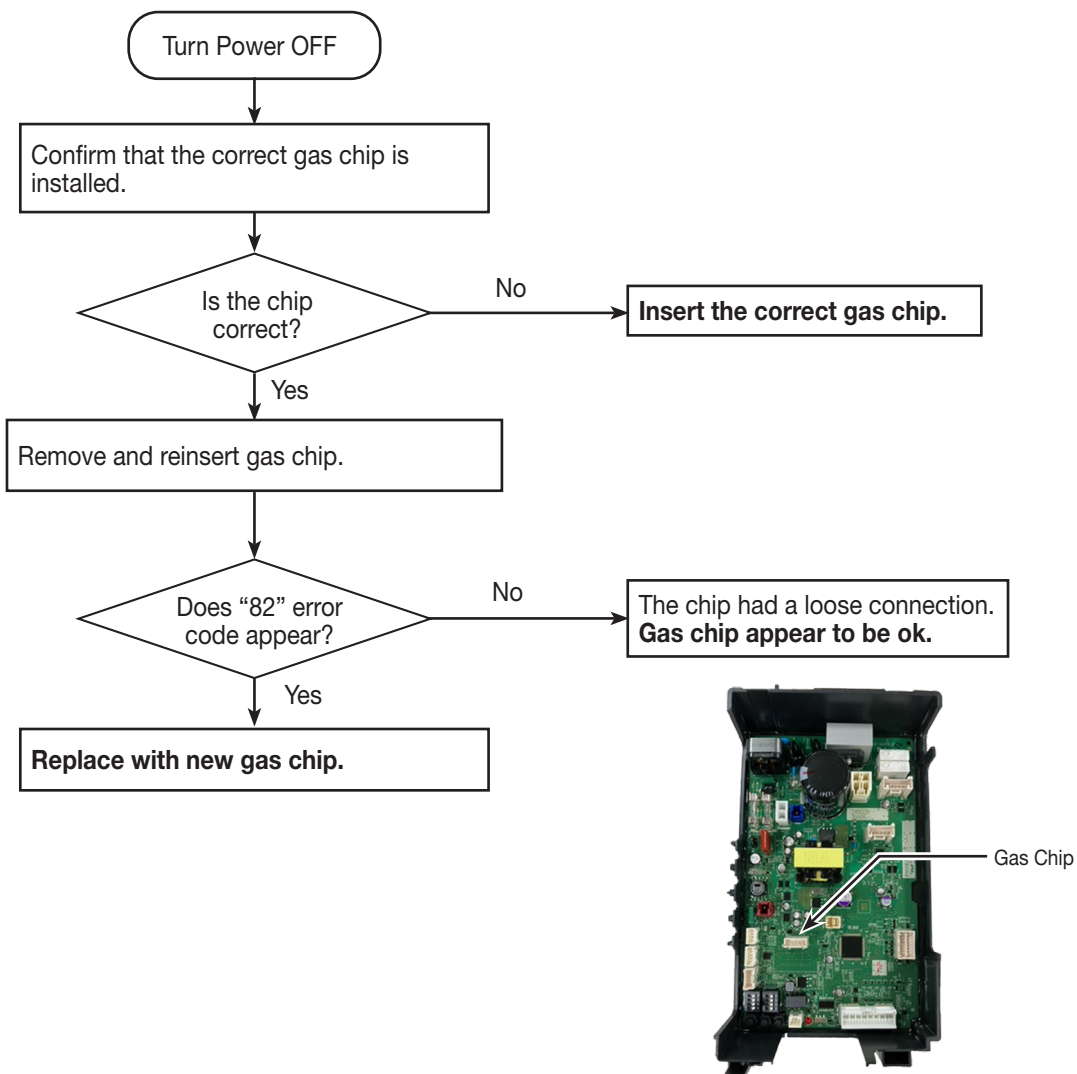 Turn Power OFF
Confirm that the correct gas chip is
installed.
Is the chip
correct?
No
Insert the correct gas chip.
Yes
Remove and reinsert gas chip.
Does “82” error
code appear?
No
The chip had a loose connection.
Gas chip appear to be ok.
Yes
Replace with new gas chip.
Gas Chip